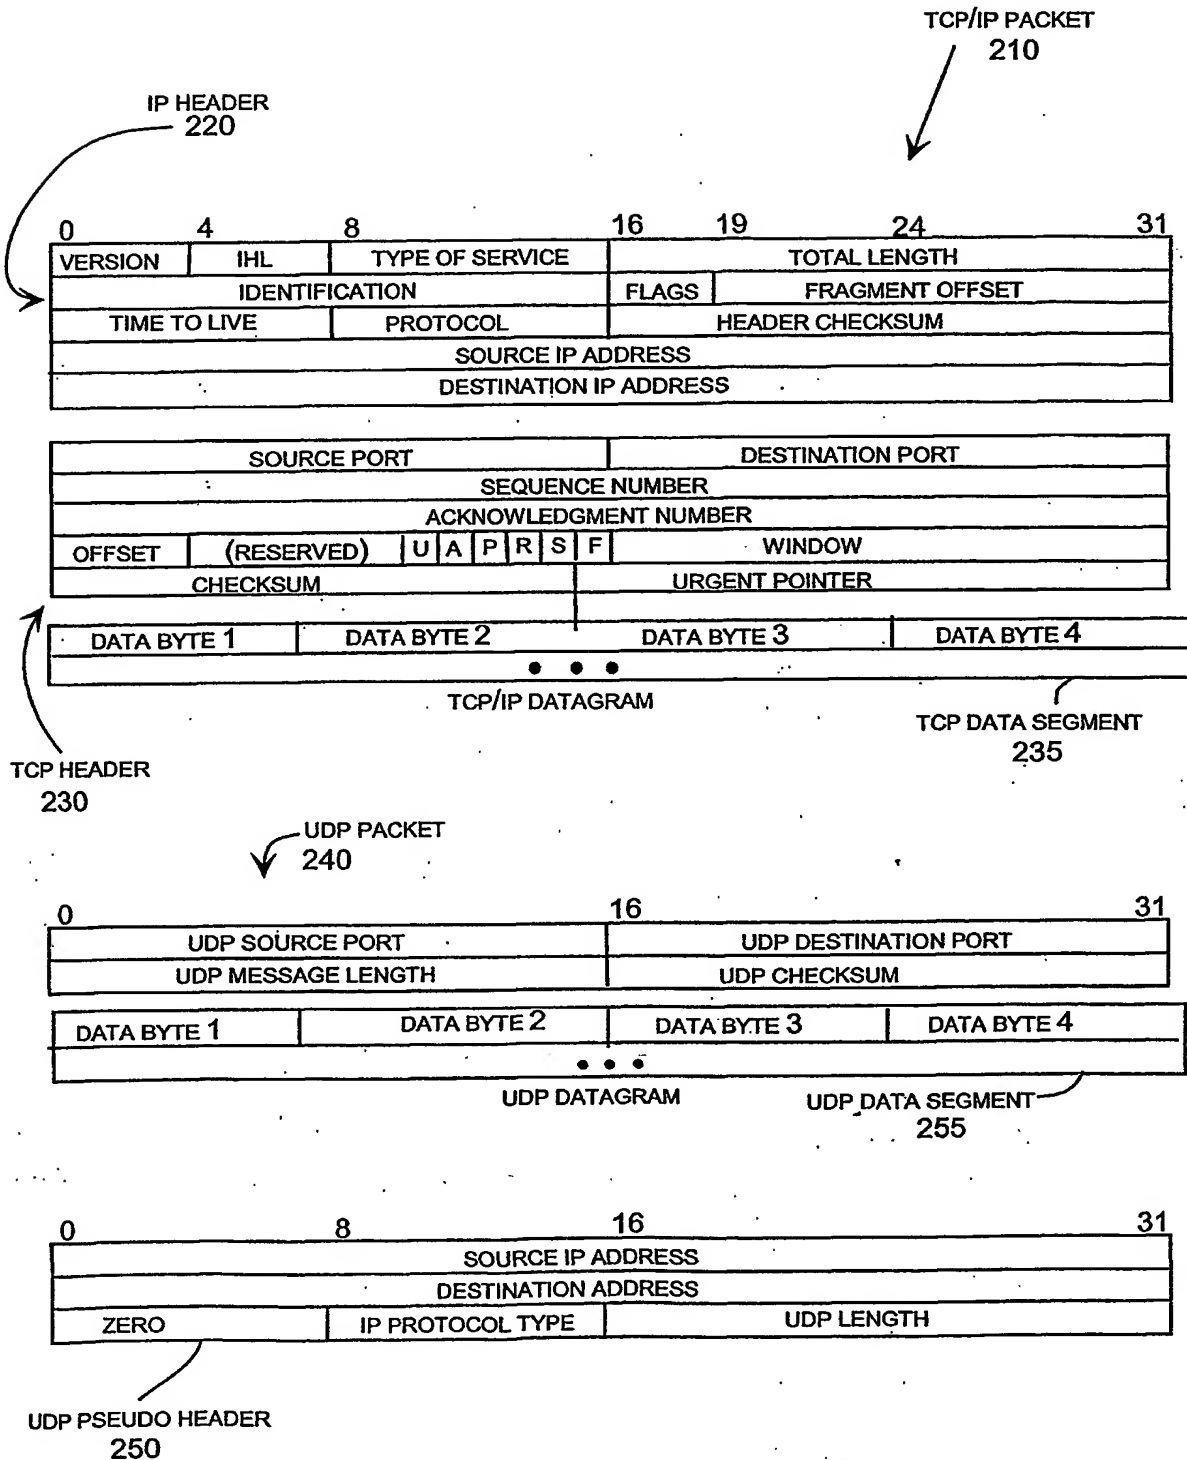 TCP/IP PACKET
210
IP HEADER
220
0 4 8 16 19 24 31
VERSION IHL TYPE OF SERVICE TOTAL LENGTH
IDENTIFICATION FLAGS FRAGMENT OFFSET
TIME TO LIVE PROTOCOL HEADER CHECKSUM
SOURCE IP ADDRESS
DESTINATION IP ADDRESS
SOURCE PORT DESTINATION PORT
SEQUENCE NUMBER
ACKNOWLEDGMENT NUMBER
OFFSET (RESERVED) U A P R S F WINDOW
CHECKSUM URGENT POINTER
DATA BYTE 1 DATA BYTE 2 DATA BYTE 3 DATA BYTE 4
TCP/IP DATAGRAM
TCP DATA SEGMENT
235
TCP HEADER
230
UDP PACKET
240
0 16 31
UDP SOURCE PORT UDP DESTINATION PORT
UDP MESSAGE LENGTH UDP CHECKSUM
DATA BYTE 1 DATA BYTE 2 DATA BYTE 3 DATA BYTE 4
UDP DATAGRAM
UDP DATA SEGMENT
255
0 8 16 31
SOURCE IP ADDRESS
DESTINATION ADDRESS
ZERO IP PROTOCOL TYPE UDP LENGTH
UDP PSEUDO HEADER
250